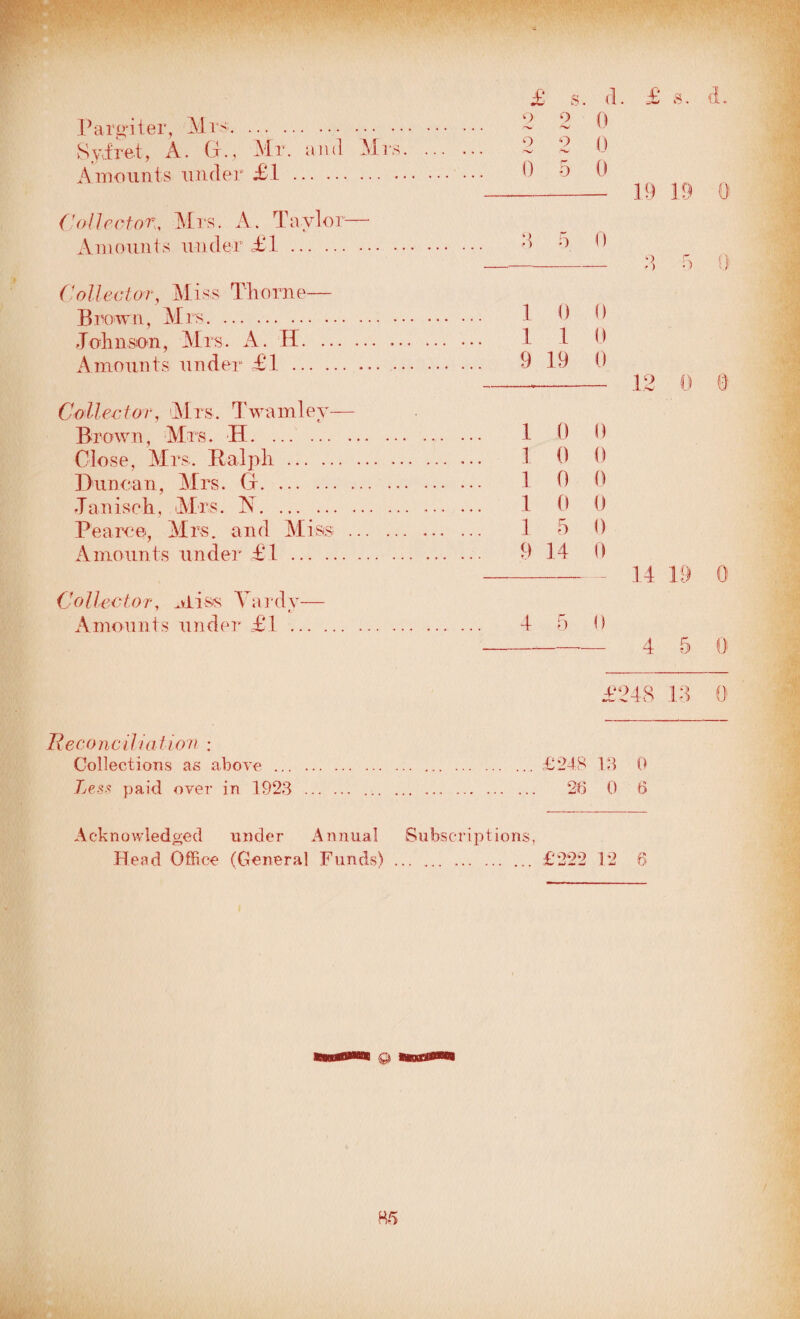 £ s. d. £ s. d.
Pargiter, Mrs. ... ... ... ... ... ... ... ... ... 2 2 0
Syfret, A. G., Mr. and Mrs. ... ... ... 2 2 0
Amounts under £1 ... ... ... ... ... ... ... 0 5 0
19 19 0
Collector, Mrs. A. Taylor—
Amounts under £1 ... ... ... ... ... ... ... 3 5 0
3 5 0
Collector, Miss Thorne—
Brown, Mrs. ... ... ... ... ... ... ... ... ... ... 1 0 0
Johnson, Mrs. A. H. ... ... ... ... ... ... ... 1 1 0
Amounts under £1 ... ... ... ... ... ... ... 9 19 0
12 0 0
Collector, Mrs. Twamley—
Brown, Mrs. H. ... ... ... ... ... ... ... ... 1 0 0
Close, Mrs. Ralph ... ... ... ... ... ... ... 1 0 0
Duncan, Mrs. G. ... ... ... ... ... ... ... ... 1 0 0
Janisch, Mrs. N. ... ... ... ... ... ... ... ... 1 0 0
Pearce, Mrs. and Miss ... ... ... ... ... 1 5 0
Amounts under £1 ... ... ... ... ... ... ... 9 14 0
14 19 0
Collector, Miss Vardy—
Amounts under £1 ... ... ... ... ... ... ... 4 5 0
4 5 0
£248 13 0
Reconciliation :
Collections as above ... ... ... ... ... ... ... ... ... £248 13 0
Less paid over in 1923 ... ... ... ... ... ... ... ... 26 0 6
Acknowledged under Annual Subscriptions,
Head Office (General Funds) ... ... ... ... ... ... £222 12 6
85